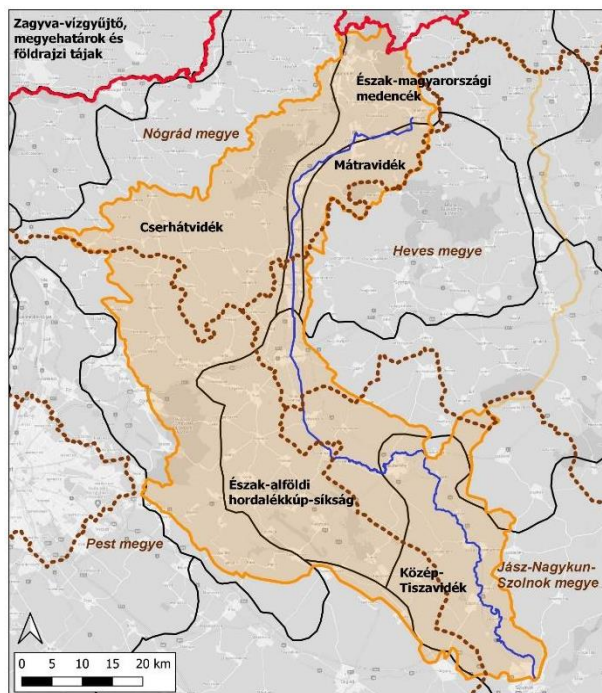 Zagyva-vízgyűjtő,
megyehatárok és
földrajzi tájak
Észak-magyarországi
medencék
Nógrád megye
Mátravidék
Cserhátvidék
Heves megye
Észak-alföldi
hordalékkúp-síkság
Pest megye
Közép-
Tiszavidék
Jász-Nagykun-
Szolnok megye
0 5 10 15 20 km